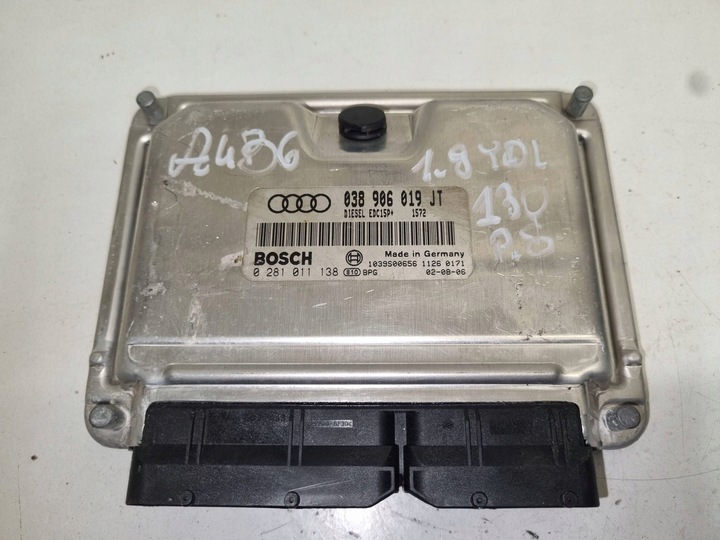 A4B6
1.9 TDI
130
P.S
038 906 019 JT
DIESEL EDC15P+ 1572
BOSCH Made in Germany
0 281 011 138 BPG 1039S00656 1126 0171
02-08-06